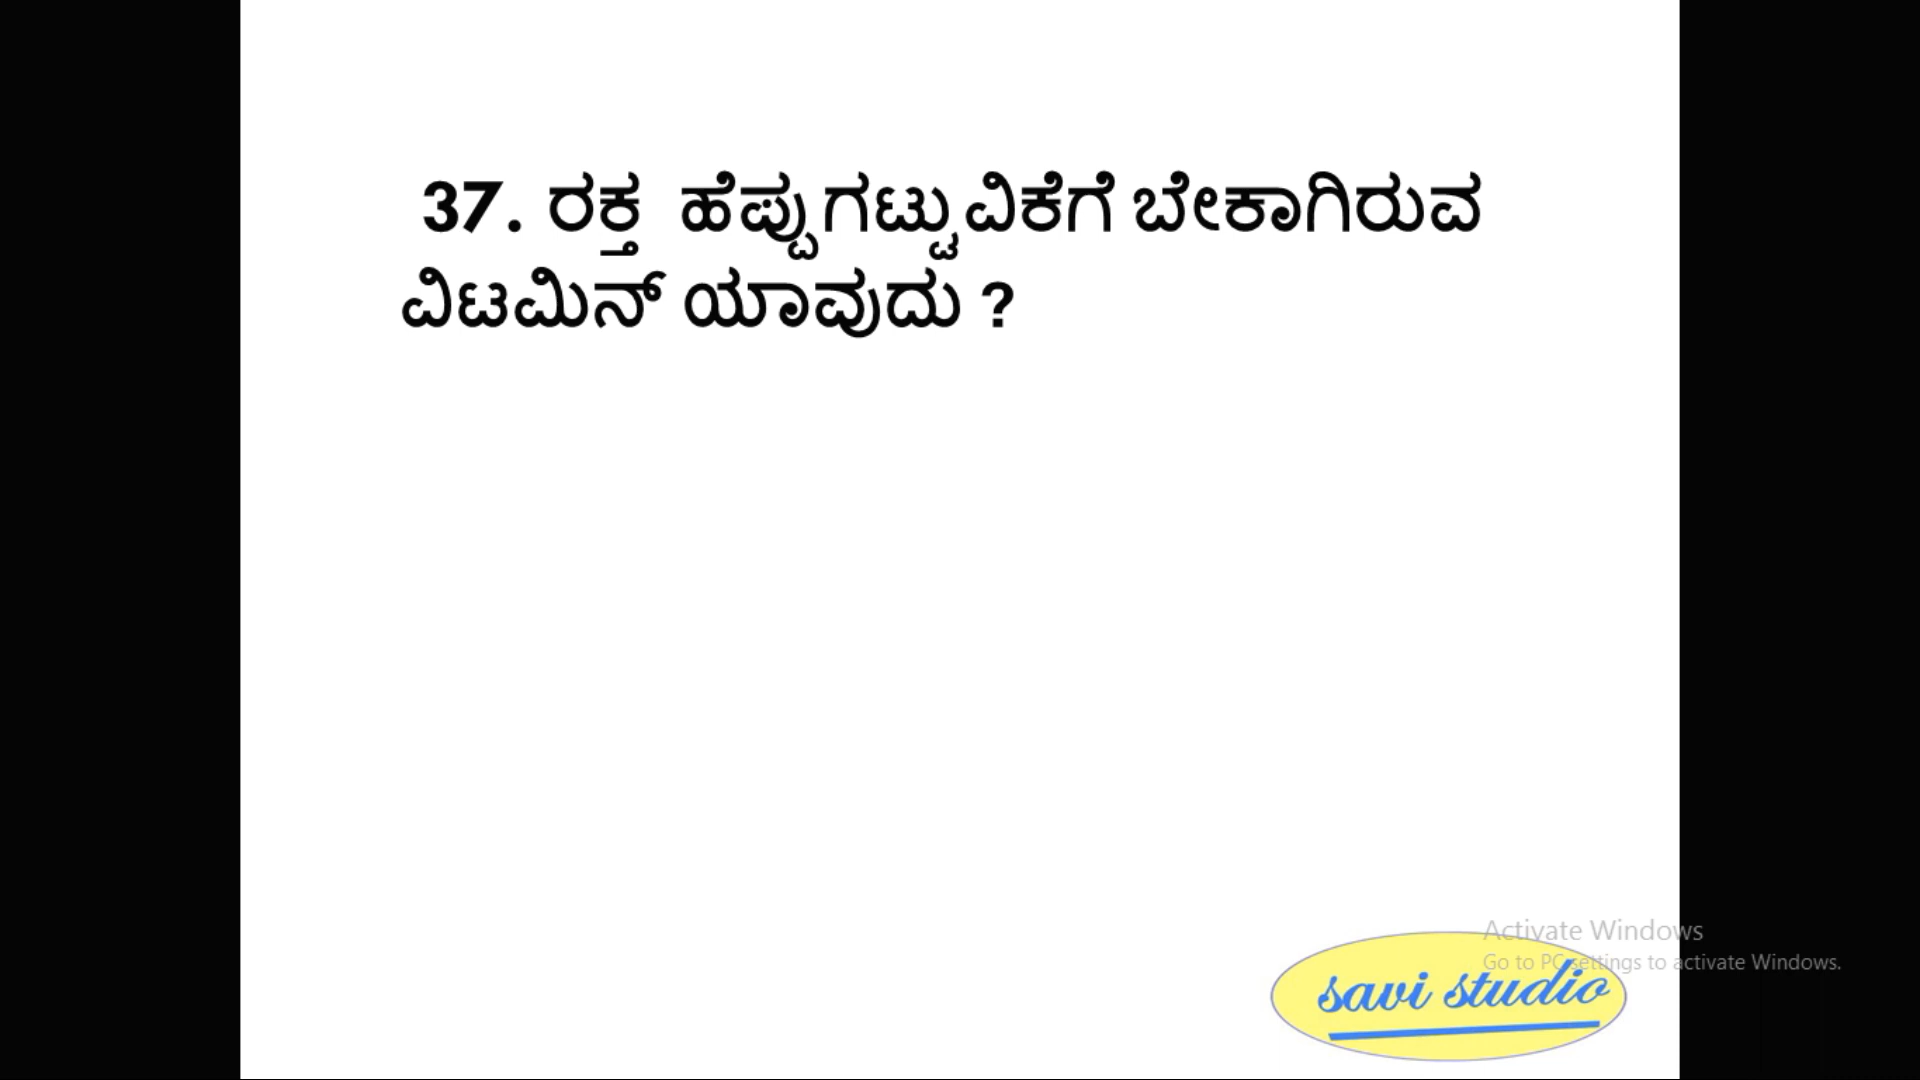 37. ರಕ್ತ ಹೆಪ್ಪುಗಟ್ಟುವಿಕೆಗೆ ಬೇಕಾಗಿರುವ
ವಿಟಮಿನ್ ಯಾವುದು ?
Activate Windows
Go to PC settings to activate Windows.
savi studio